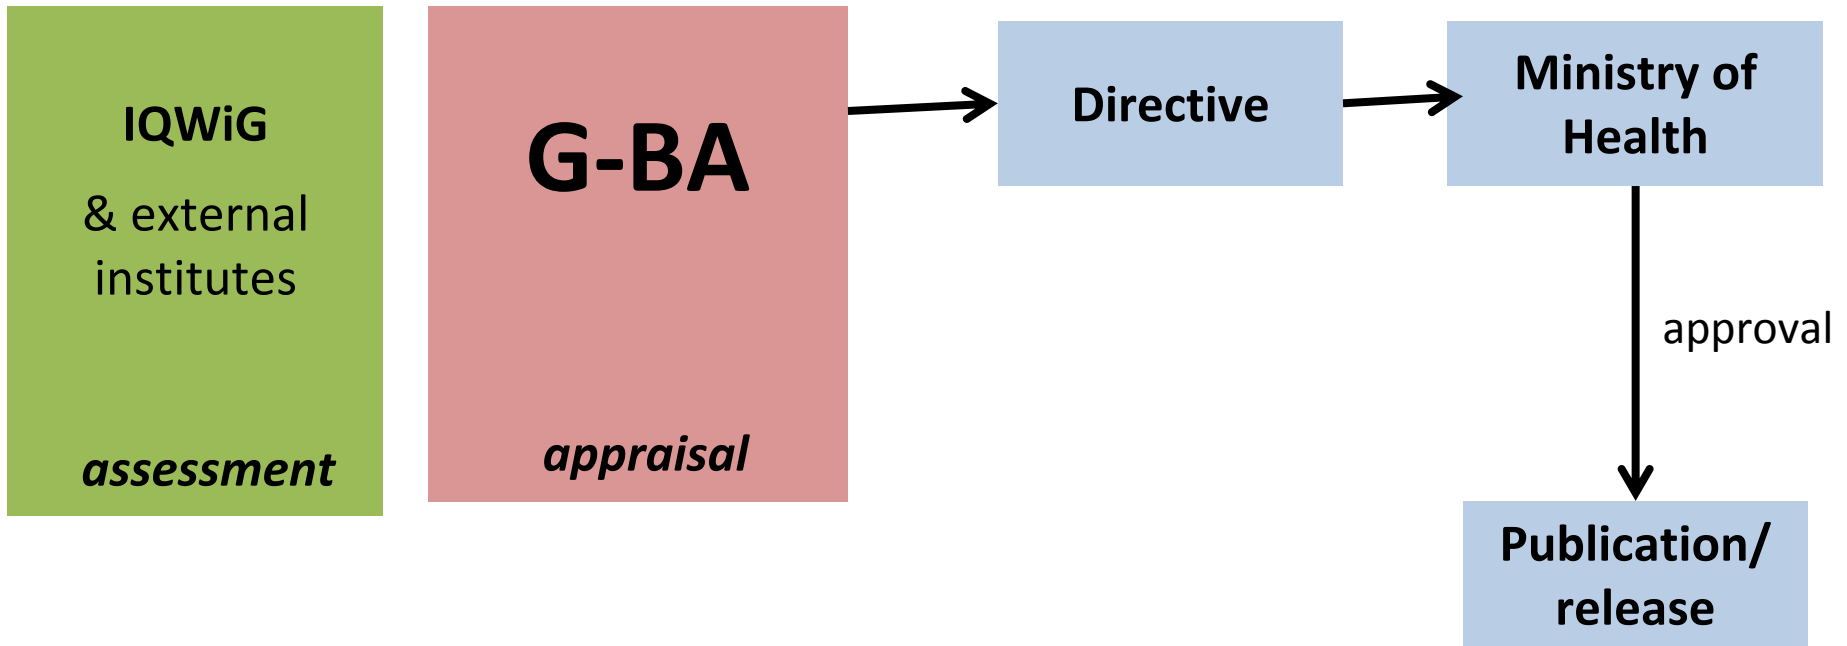 IQWiG
& external
institutes
assessment
G-BA
appraisal
Directive
Ministry of
Health
approval
Publication/
release